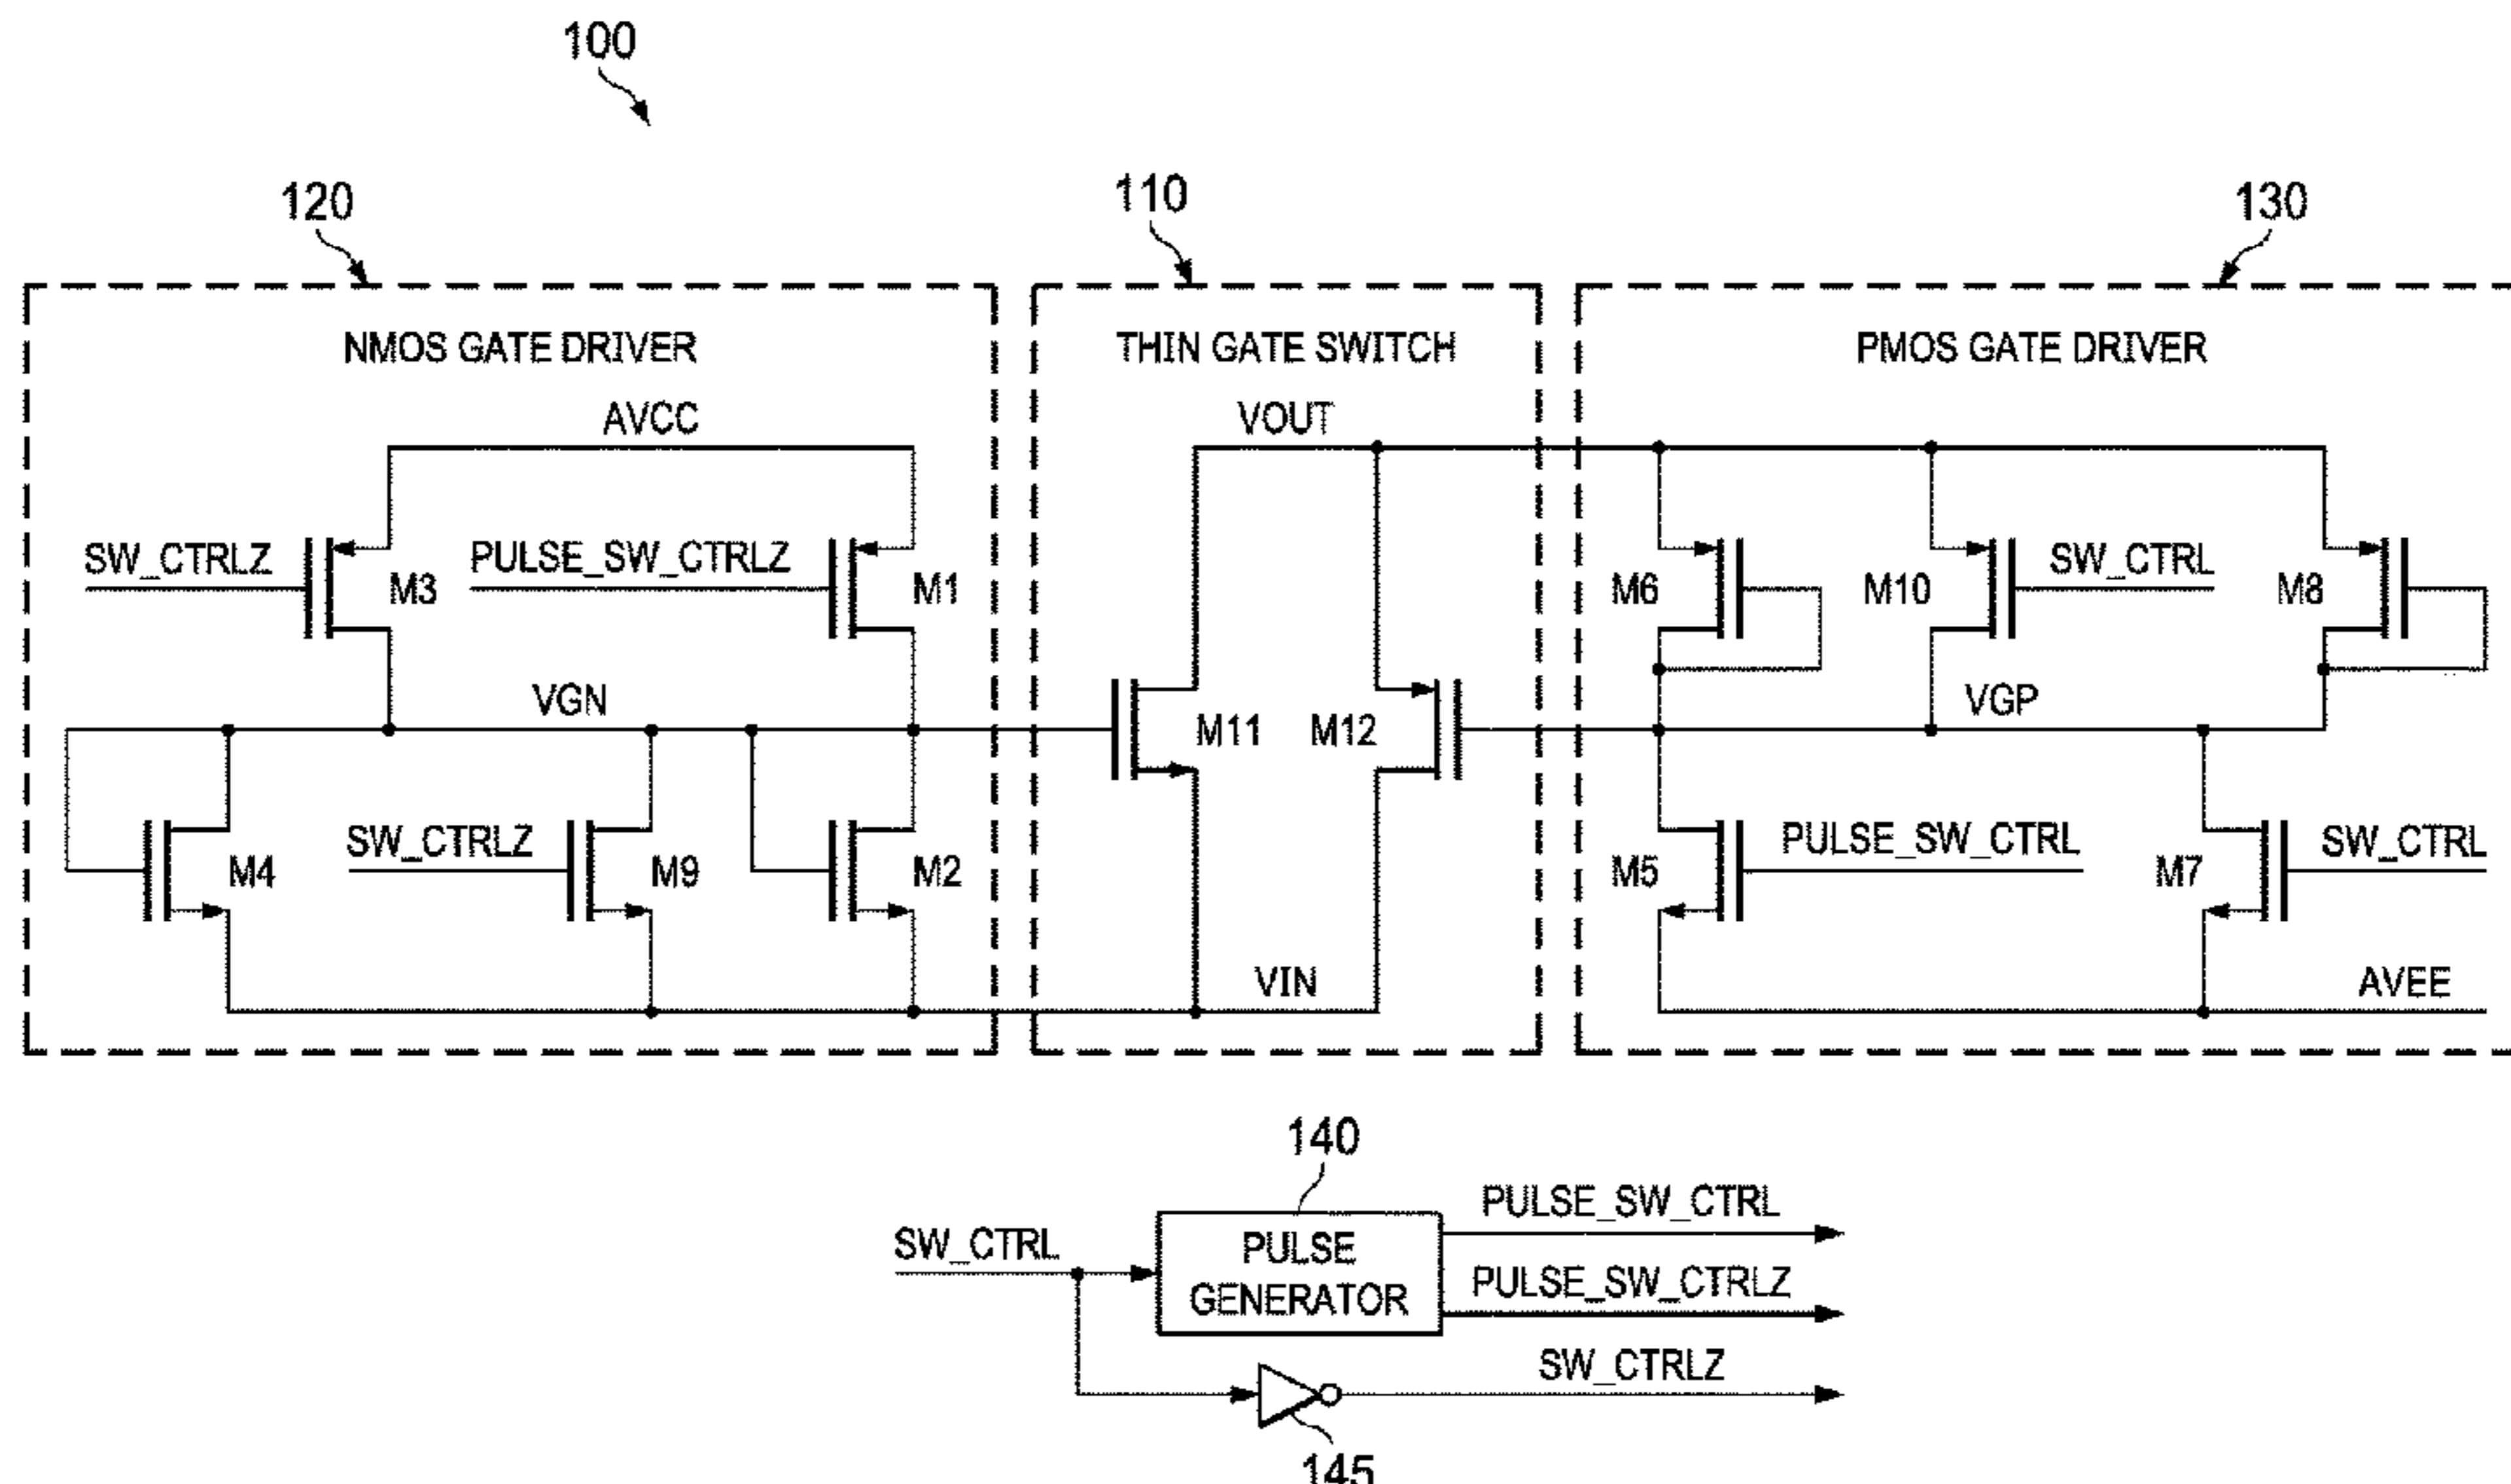 100
120
110
130
NMOS GATE DRIVER
THIN GATE SWITCH
PMOS GATE DRIVER
AVCC
VOUT
SW_CTRLZ
M3
PULSE_SW_CTRLZ
M1
M6
M10
SW_CTRL
M8
VGN
M11
M12
VGP
M4
SW_CTRLZ
M9
M2
M5
PULSE_SW_CTRL
M7
SW_CTRL
VIN
AVEE
140
SW_CTRL
PULSE
GENERATOR
PULSE_SW_CTRL
PULSE_SW_CTRLZ
SW_CTRLZ
145